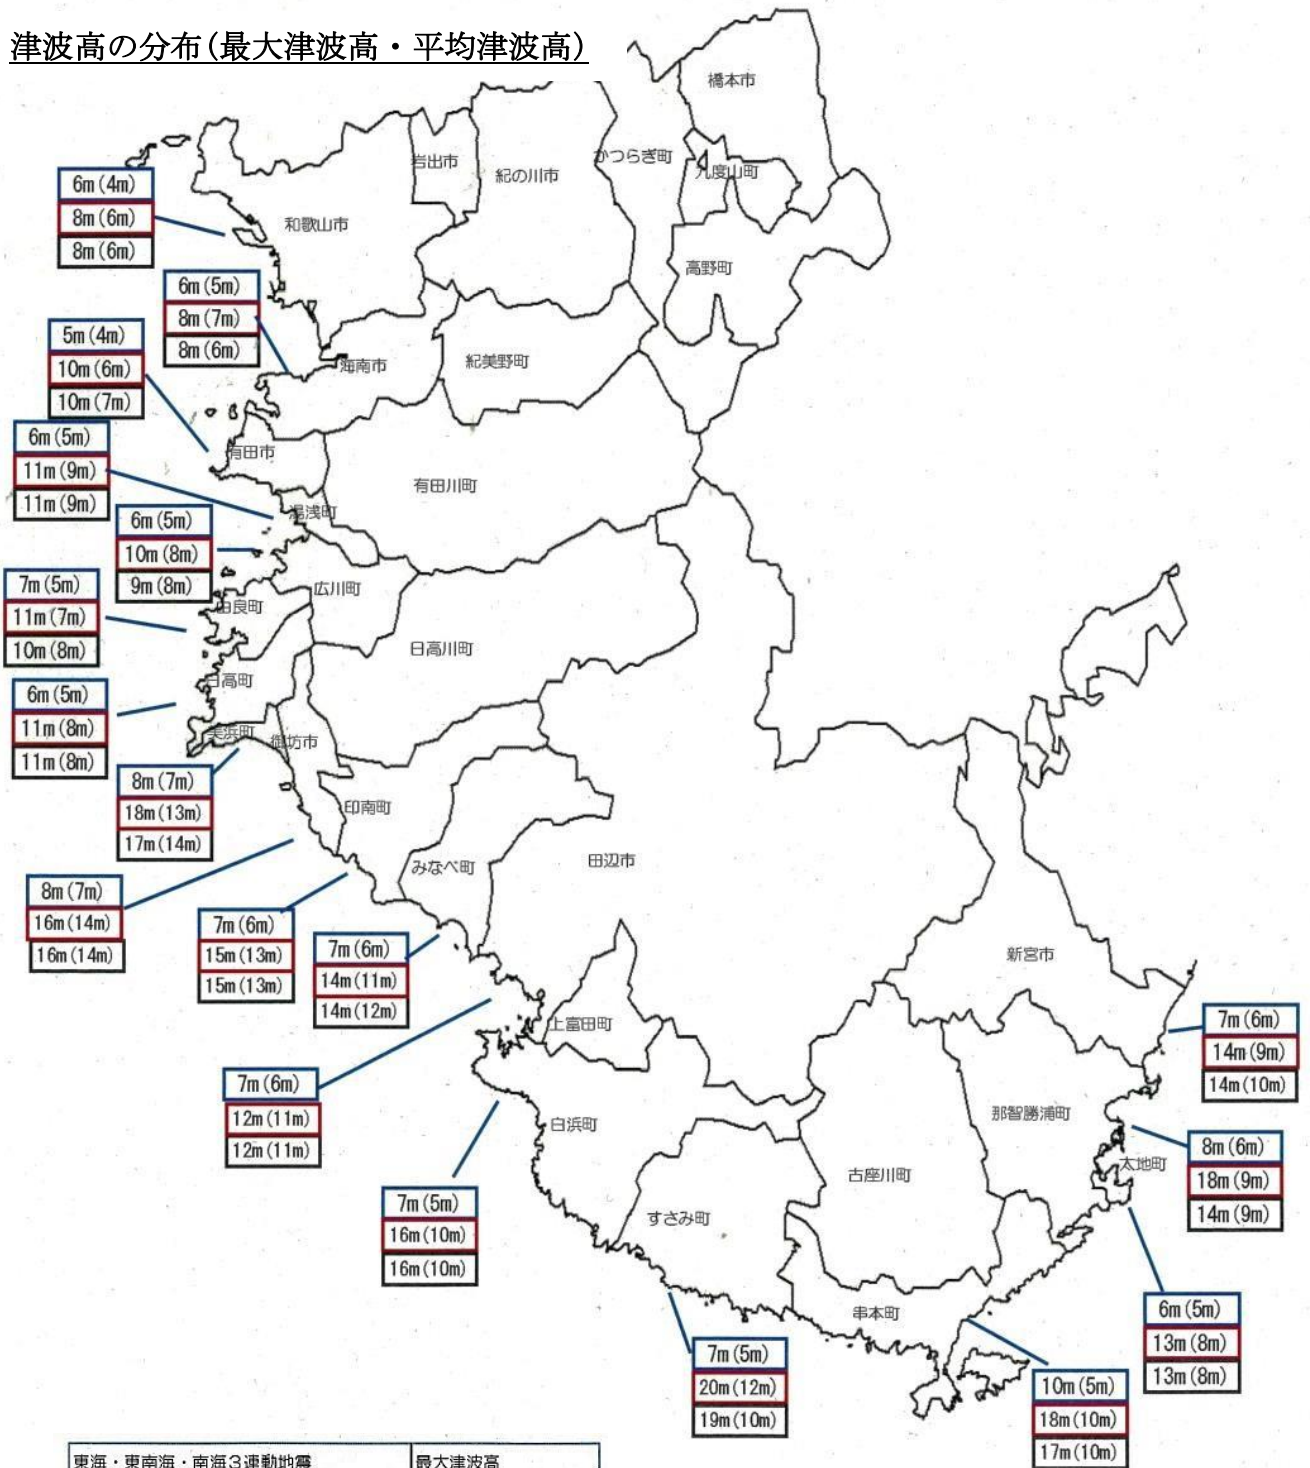 津波高の分布(最大津波高・平均津波高)
橋本市
岩出市
紀の川市
かつらぎ町
九度山町
和歌山市
高野町
6m(4m)
8m(6m)
8m(6m)
6m(5m)
8m(7m)
8m(6m)
海南市
紀美野町
5m(4m)
10m(6m)
10m(7m)
有田市
有田川町
6m(5m)
11m(9m)
11m(9m)
湯浅町
6m(5m)
10m(8m)
9m(8m)
広川町
7m(5m)
11m(7m)
10m(8m)
由良町
日高川町
6m(5m)
11m(8m)
11m(8m)
日高町
美浜町
御坊市
8m(7m)
18m(13m)
17m(14m)
印南町
みなべ町
田辺市
8m(7m)
16m(14m)
16m(14m)
7m(6m)
15m(13m)
15m(13m)
7m(6m)
14m(11m)
14m(12m)
新宮市
上富田町
7m(6m)
14m(9m)
14m(10m)
7m(6m)
12m(11m)
12m(11m)
白浜町
那智勝浦町
太地町
8m(6m)
18m(9m)
14m(9m)
古座川町
すさみ町
7m(5m)
16m(10m)
16m(10m)
串本町
6m(5m)
13m(8m)
13m(8m)
7m(5m)
20m(12m)
19m(10m)
10m(5m)
18m(10m)
17m(10m)
東海・東南海・南海3連動地震
最大津波高